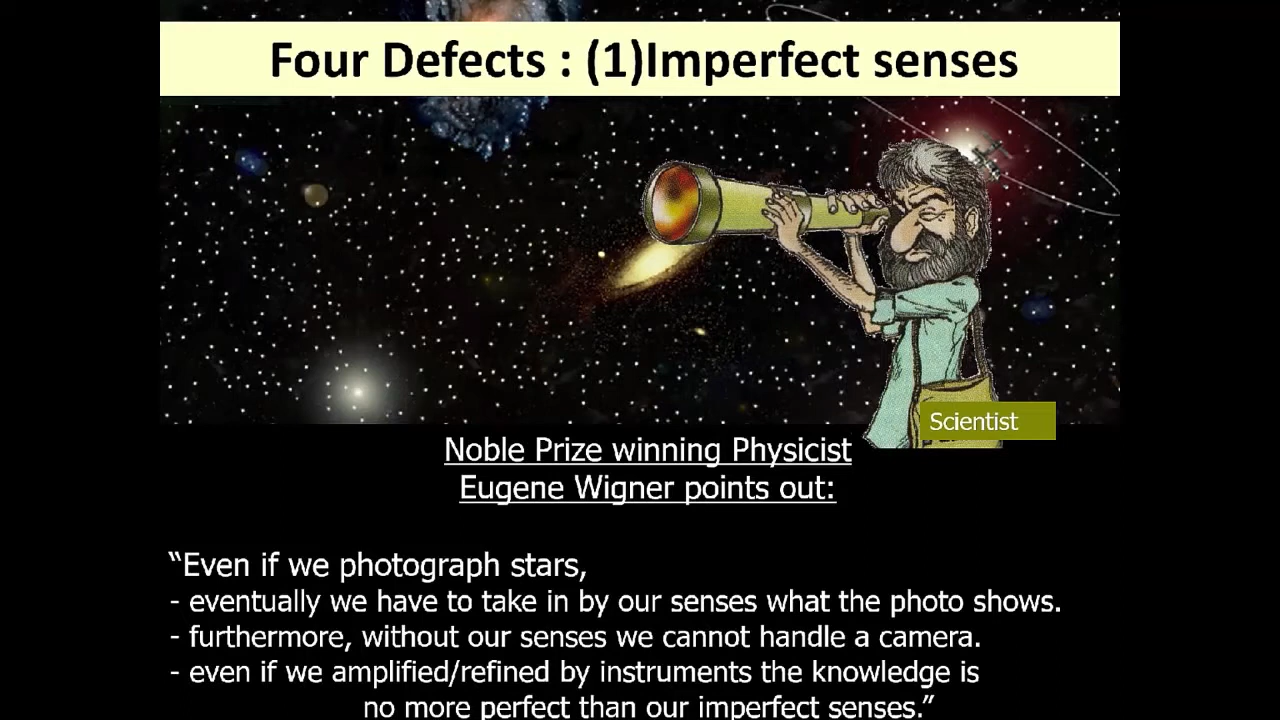 Four Defects : (1)Imperfect senses
Scientist
Noble Prize winning Physicist
Eugene Wigner points out:
“Even if we photograph stars,
- eventually we have to take in by our senses what the photo shows.
- furthermore, without our senses we cannot handle a camera.
- even if we amplified/refined by instruments the knowledge is
no more perfect than our imperfect senses.”